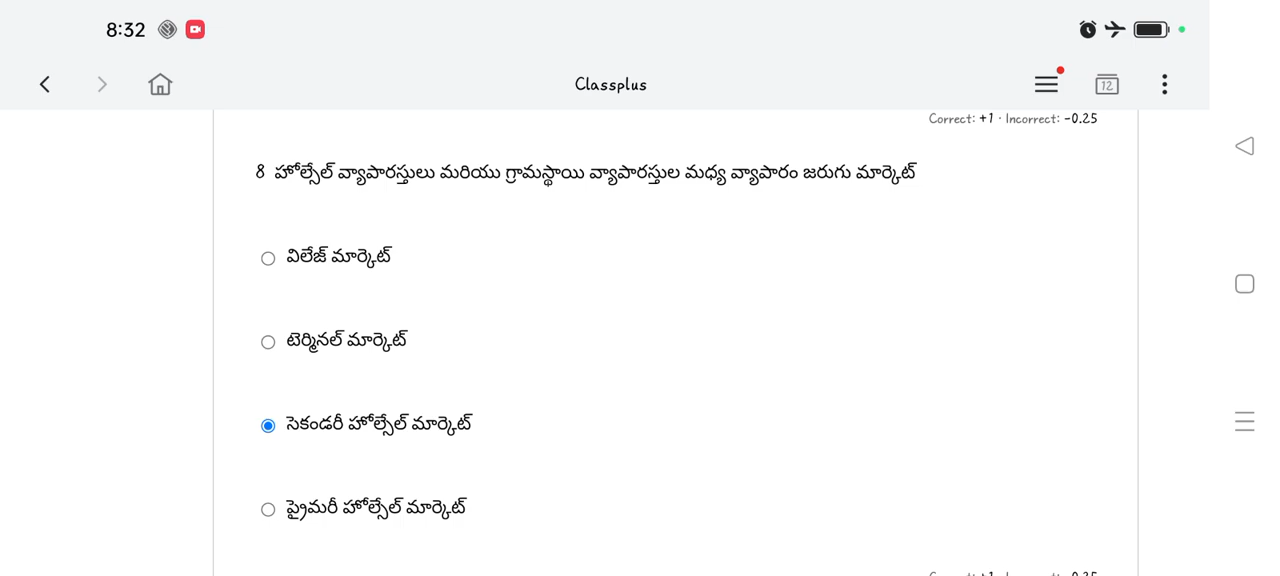 8:32
Classplus
12
Correct: +1 · Incorrect: -0.25
8 హోల్సేల్ వ్యాపారస్తులు మరియు గ్రామస్థాయి వ్యాపారస్తుల మధ్య వ్యాపారం జరుగు మార్కెట్
విలేజ్ మార్కెట్
టెర్మినల్ మార్కెట్
సెకండరీ హోల్సేల్ మార్కెట్
ప్రైమరీ హోల్సేల్ మార్కెట్